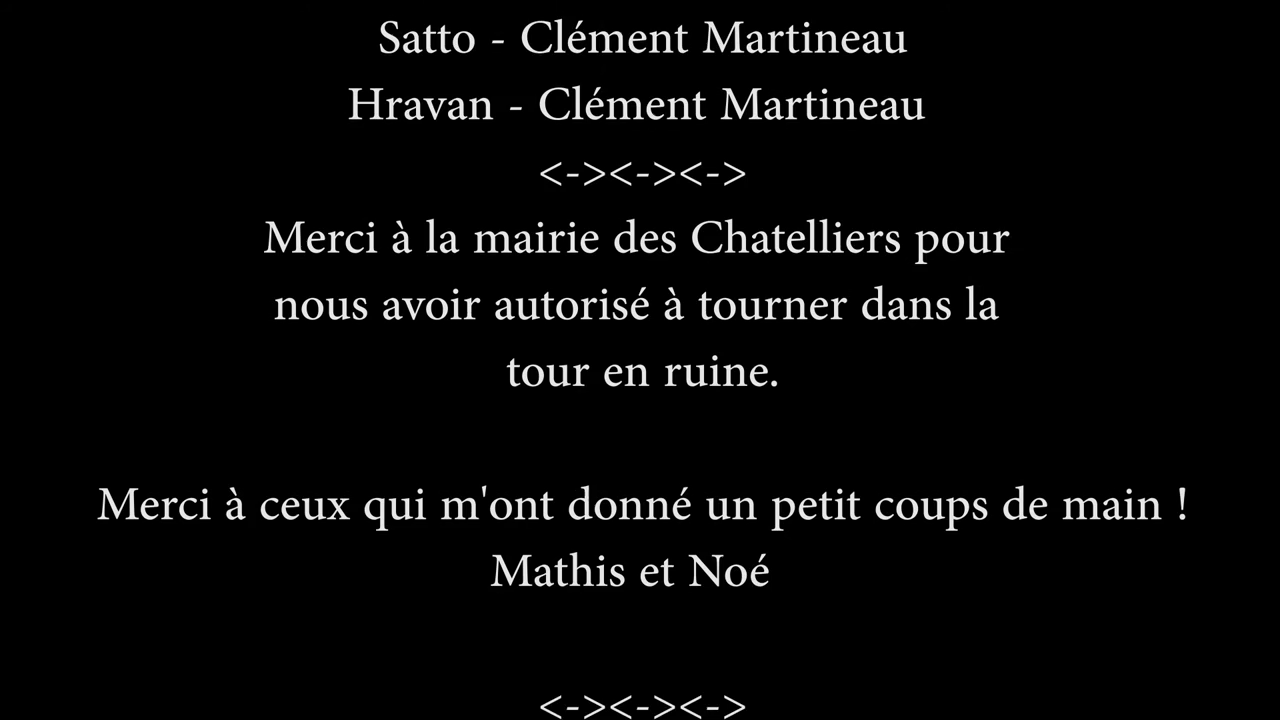 Satto - Clément Martineau
Hravan - Clément Martineau
<-><-><->
Merci à la mairie des Chatelliers pour
nous avoir autorisé à tourner dans la
tour en ruine.
Merci à ceux qui m'ont donné un petit coups de main !
Mathis et Noé
<-><-><->